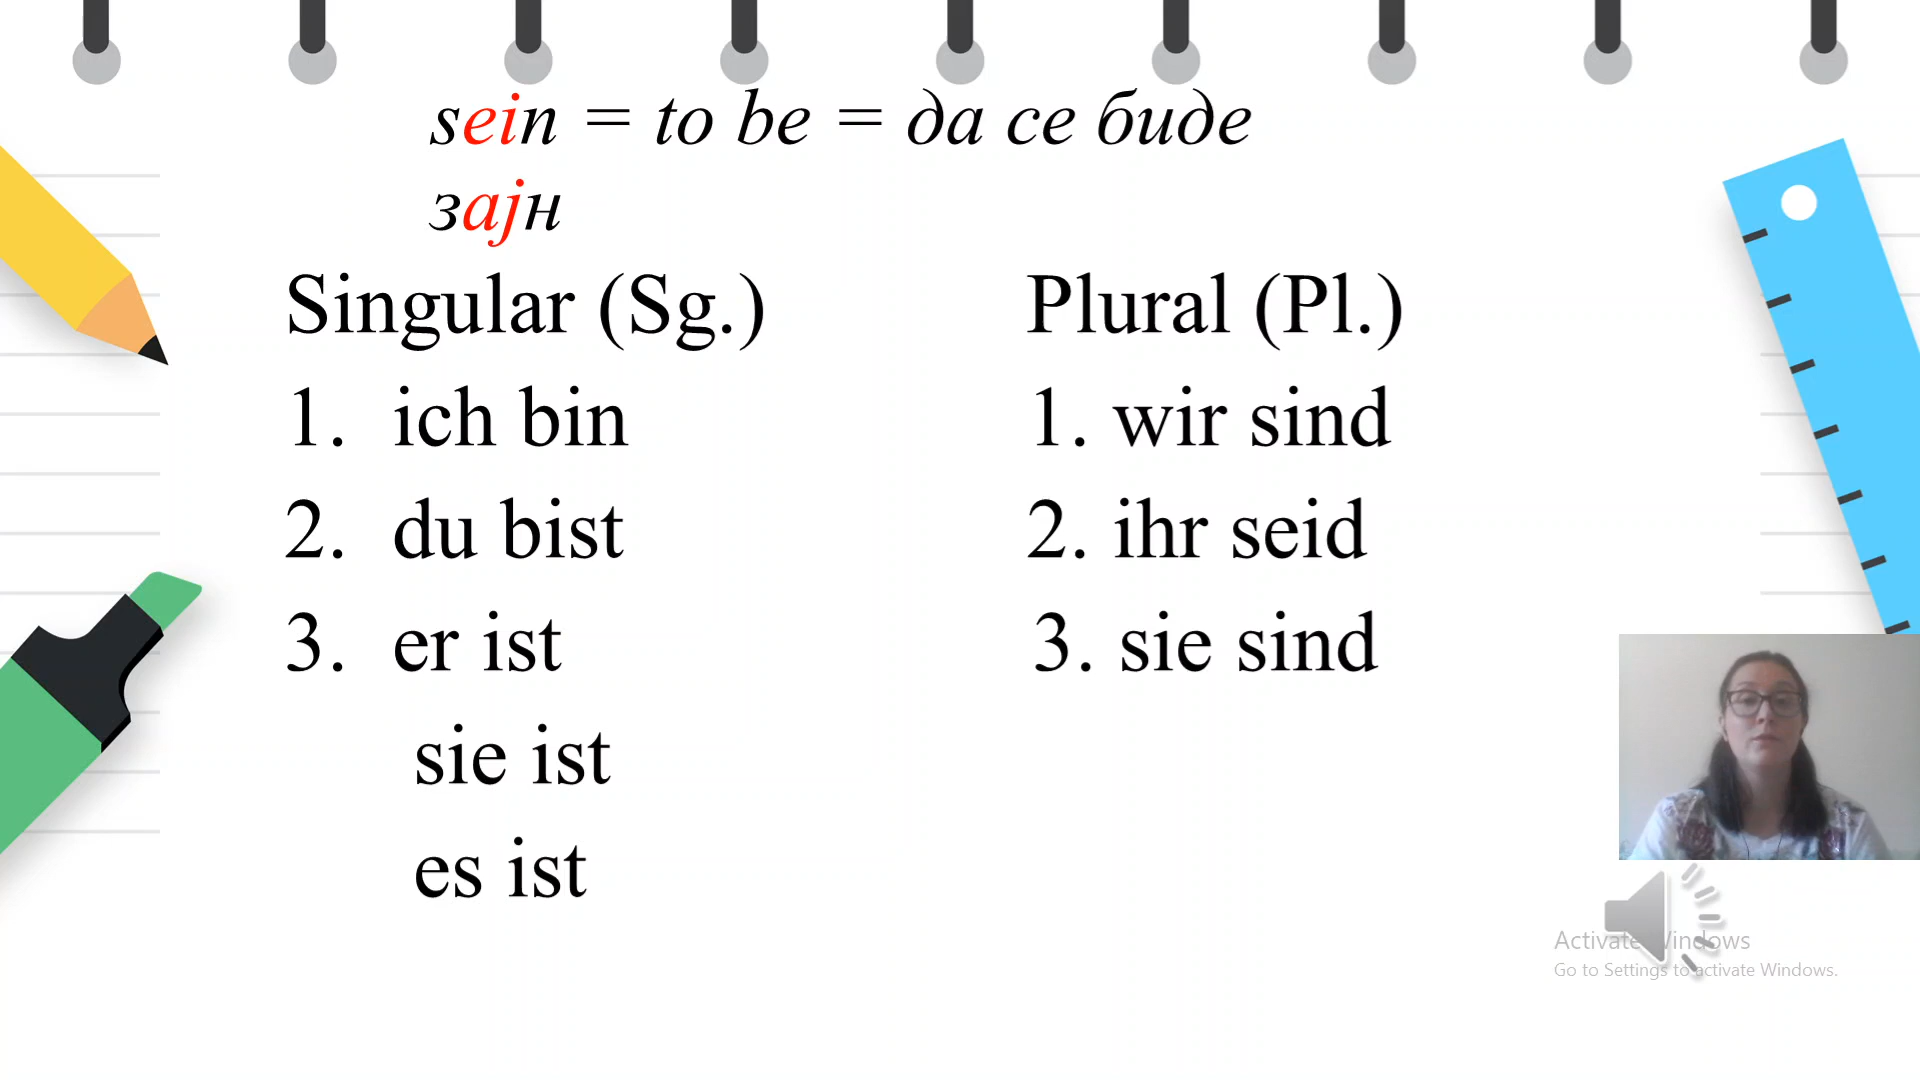 sein = to be = да се биде
зајн
Singular (Sg.)
1. ich bin
2. du bist
3. er ist
sie ist
es ist
Plural (Pl.)
1. wir sind
2. ihr seid
3. sie sind
Activate Windows
Go to Settings to activate Windows.